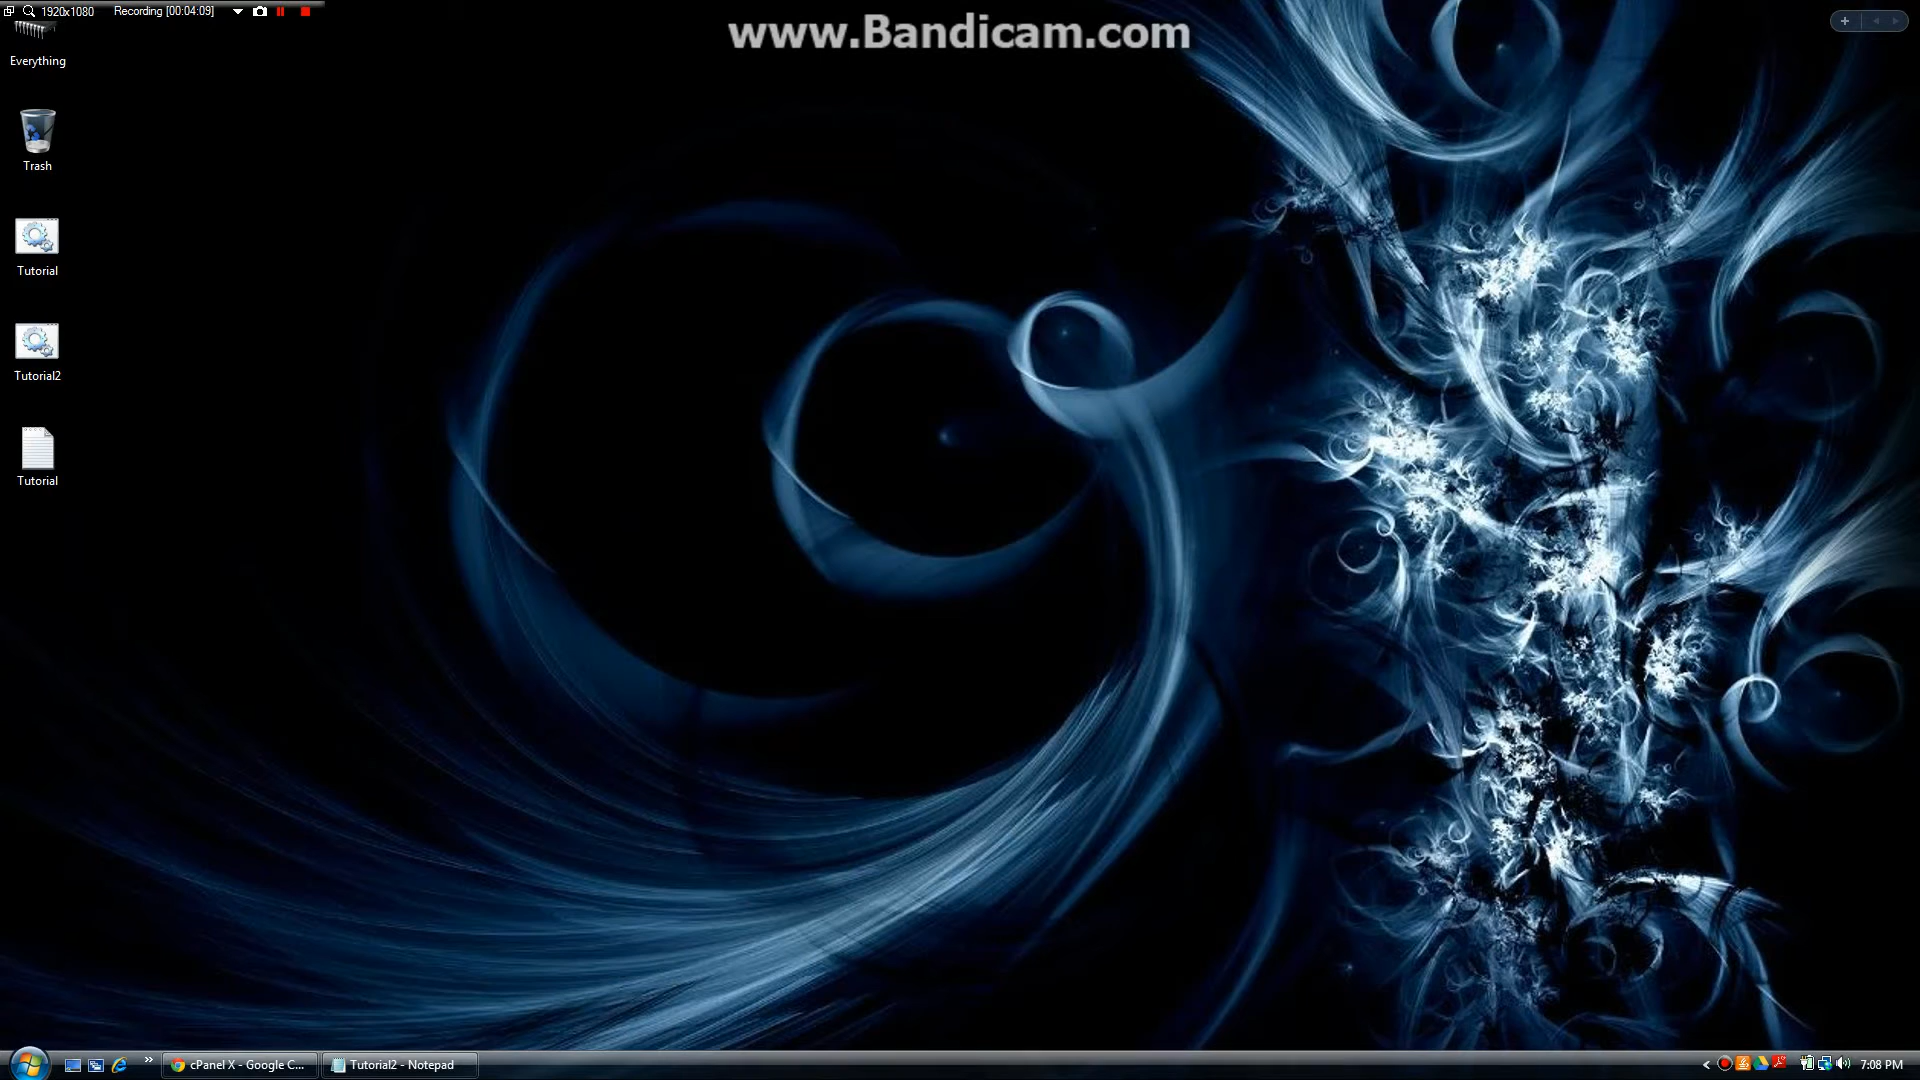 1920x1080 Recording [00:04:09]
www.Bandicam.com
Everything
Trash
Tutorial
Tutorial2
Tutorial
cPanel X - Google C...
Tutorial2 - Notepad
7:08 PM